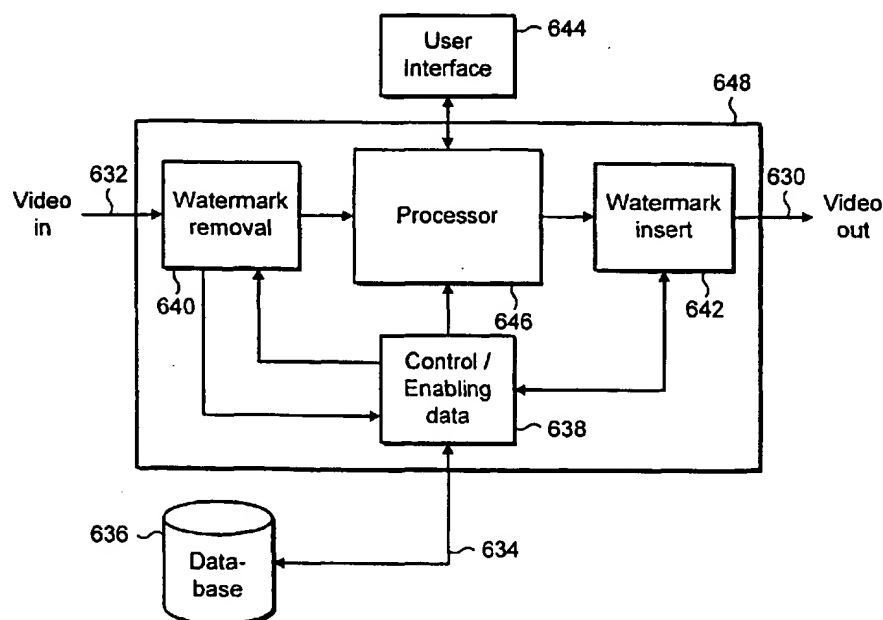 User
Interface
644
648
632
Video
in
Watermark
removal
Processor
Watermark
insert
630
Video
out
640
646
642
Control /
Enabling
data
638
636
Data-
base
634